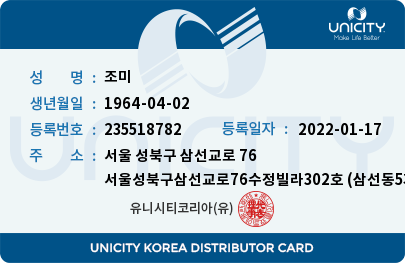 UNICITY
Make Life Better
성 명 : 조미
생년월일 : 1964-04-02
등록번호 : 235518782 등록일자 : 2022-01-17
주 소 : 서울 성북구 삼선교로 76
서울성북구삼선교로76수정빌라302호 (삼선동5
유니시티코리아(유)
UNICITY KOREA DISTRIBUTOR CARD